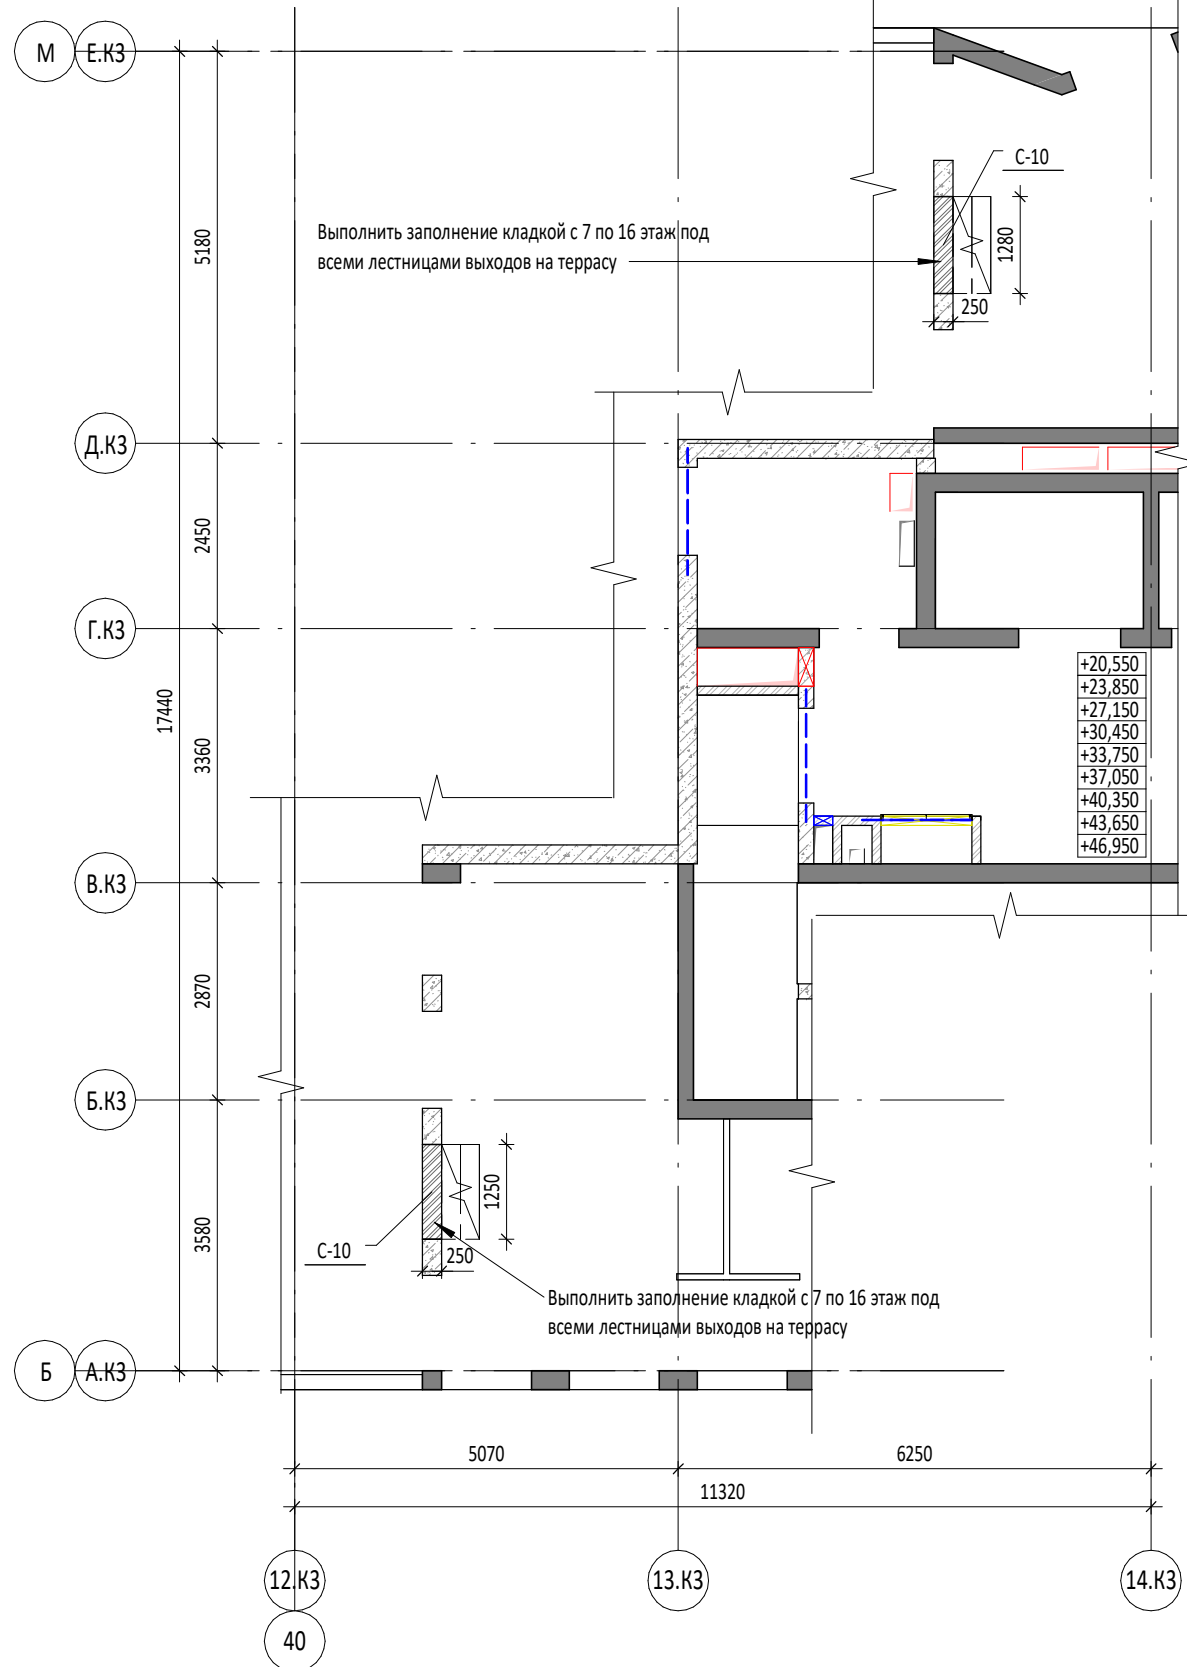 М
Е.К3
С-10
Выполнить заполнение кладкой с 7 по 16 этаж под
всеми лестницами выходов на террасу
5180
1280
250
Д.К3
2450
Г.К3
+20,550
+23,850
+27,150
+30,450
+33,750
+37,050
+40,350
+43,650
+46,950
17440
3360
В.К3
2870
Б.К3
1250
3580
С-10
250
Выполнить заполнение кладкой с 7 по 16 этаж под
всеми лестницами выходов на террасу
Б
А.К3
5070
6250
11320
12.К3
13.К3
14.К3
40